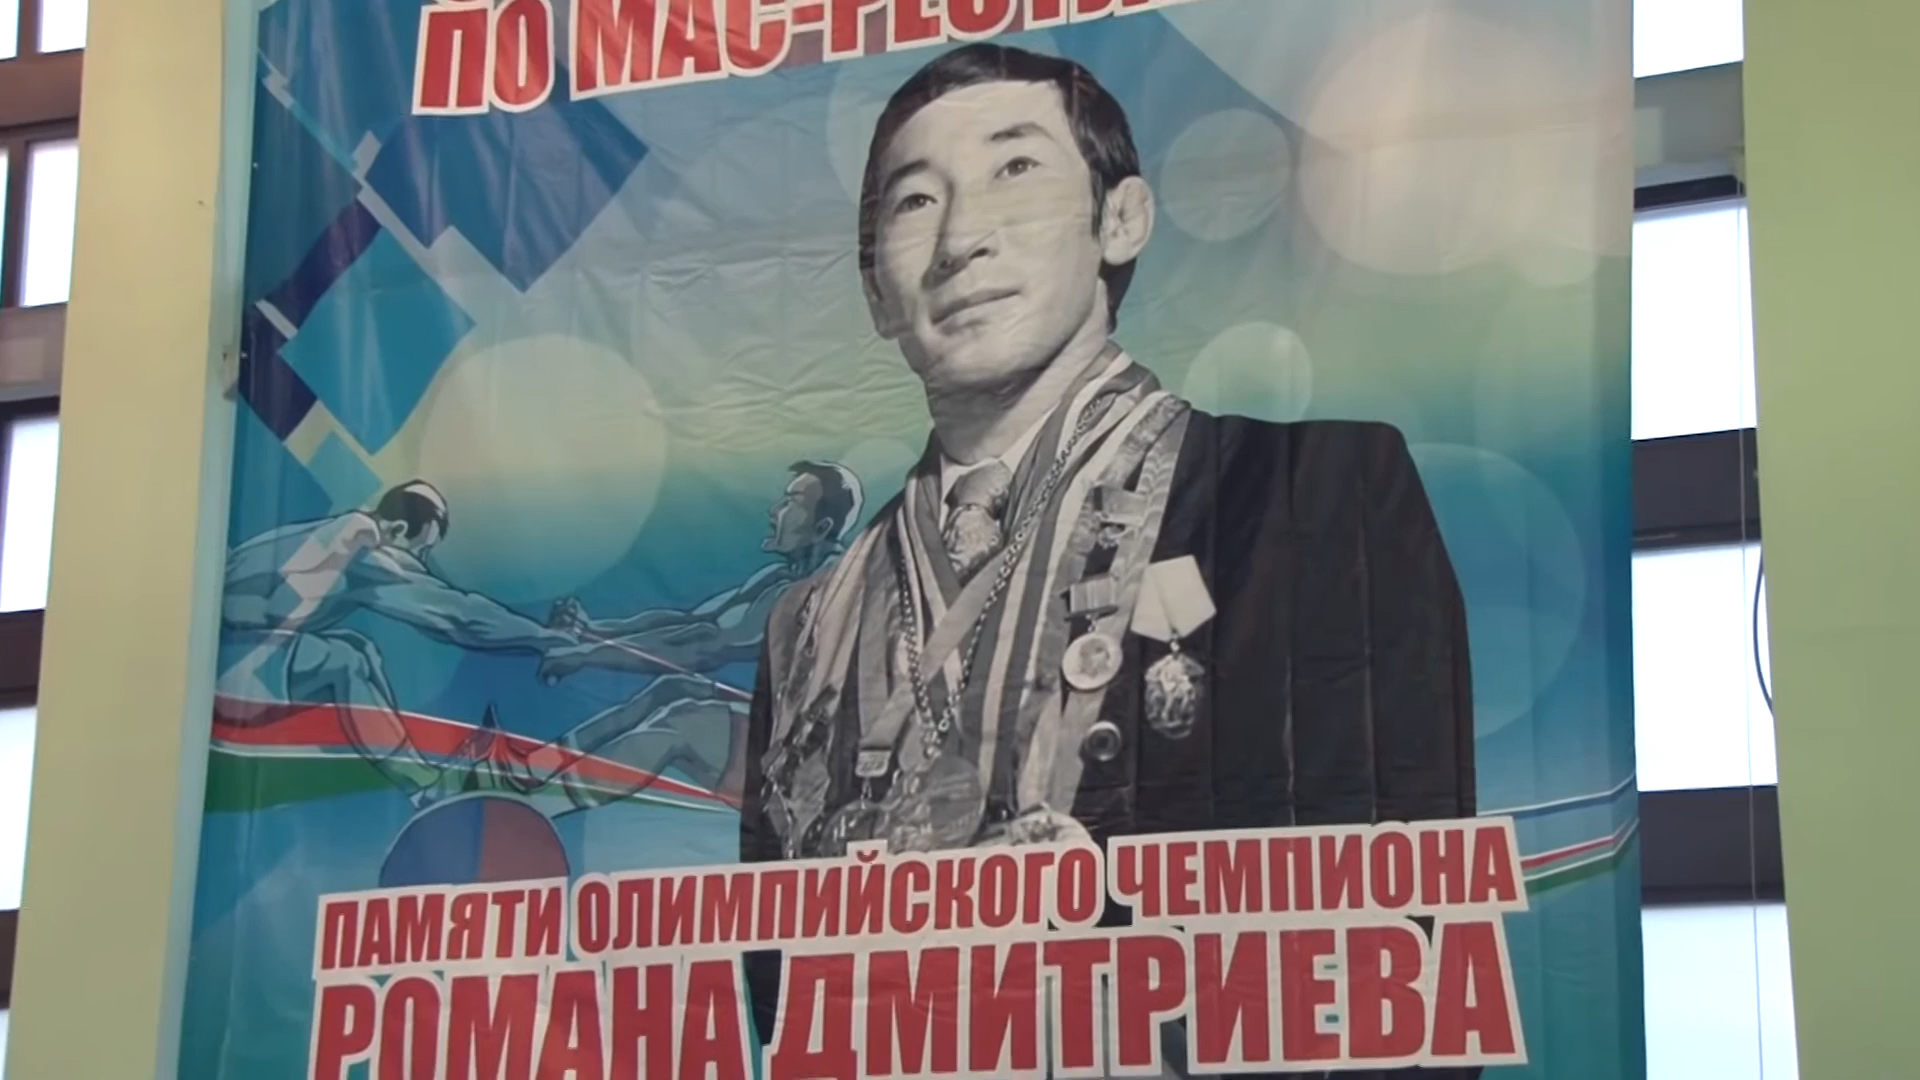 ПО МАС-РЕСТЛИНГУ
ПАМЯТИ ОЛИМПИЙСКОГО ЧЕМПИОНА
РОМАНА ДМИТРИЕВА